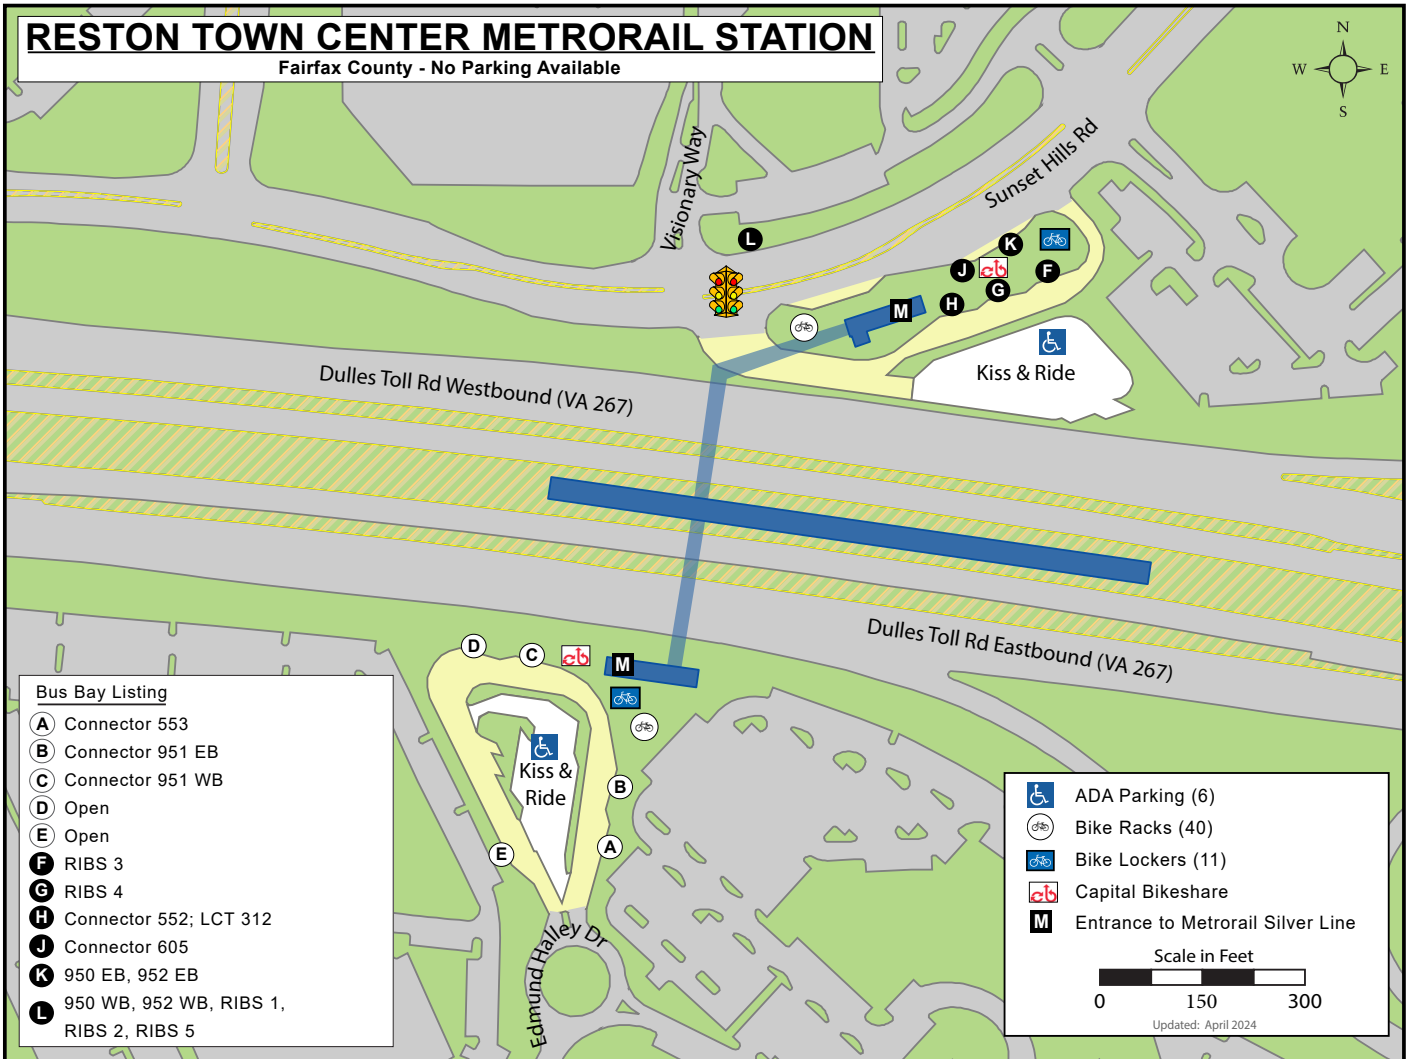 RESTON TOWN CENTER METRORAIL STATION
Fairfax County - No Parking Available
N
W E
S
Visionary Way
Sunset Hills Rd
L
K
J
F
G
H
M
Kiss & Ride
Dulles Toll Rd Westbound (VA 267)
Dulles Toll Rd Eastbound (VA 267)
D
C
M
Kiss &
Ride
B
A
E
Edmund Halley Dr
Bus Bay Listing
A Connector 553
B Connector 951 EB
C Connector 951 WB
D Open
E Open
F RIBS 3
G RIBS 4
H Connector 552; LCT 312
J Connector 605
K 950 EB, 952 EB
L 950 WB, 952 WB, RIBS 1,
RIBS 2, RIBS 5
ADA Parking (6)
Bike Racks (40)
Bike Lockers (11)
Capital Bikeshare
M Entrance to Metrorail Silver Line
Scale in Feet
0 150 300
Updated: April 2024